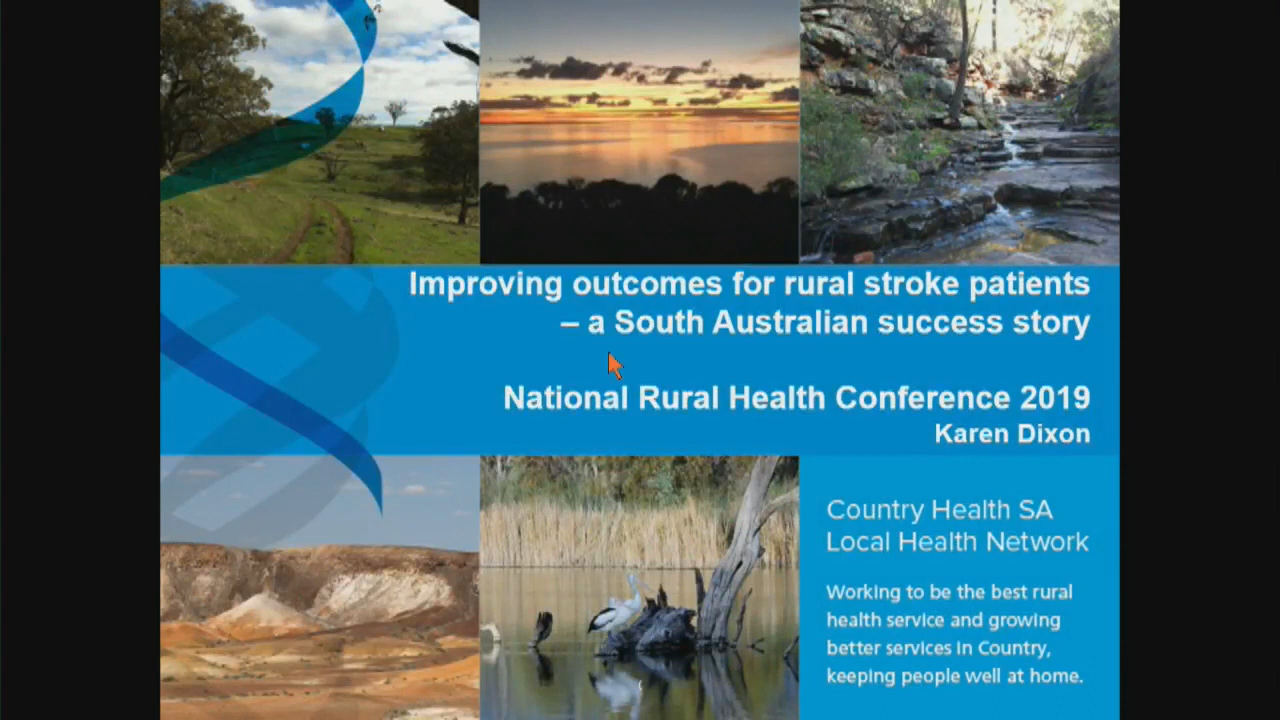 Improving outcomes for rural stroke patients
– a South Australian success story
National Rural Health Conference 2019
Karen Dixon
Country Health SA
Local Health Network
Working to be the best rural
health service and growing
better services in Country,
keeping people well at home.